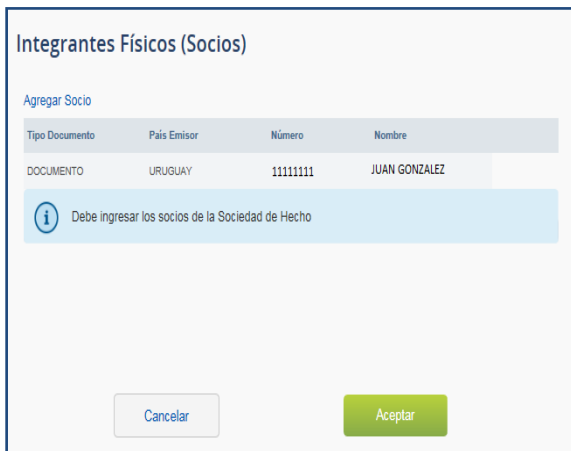 Integrantes Físicos (Socios)
Agregar Socio
Tipo Documento País Emisor Número Nombre
DOCUMENTO URUGUAY 11111111 JUAN GONZALEZ
i Debe ingresar los socios de la Sociedad de Hecho
Cancelar Aceptar